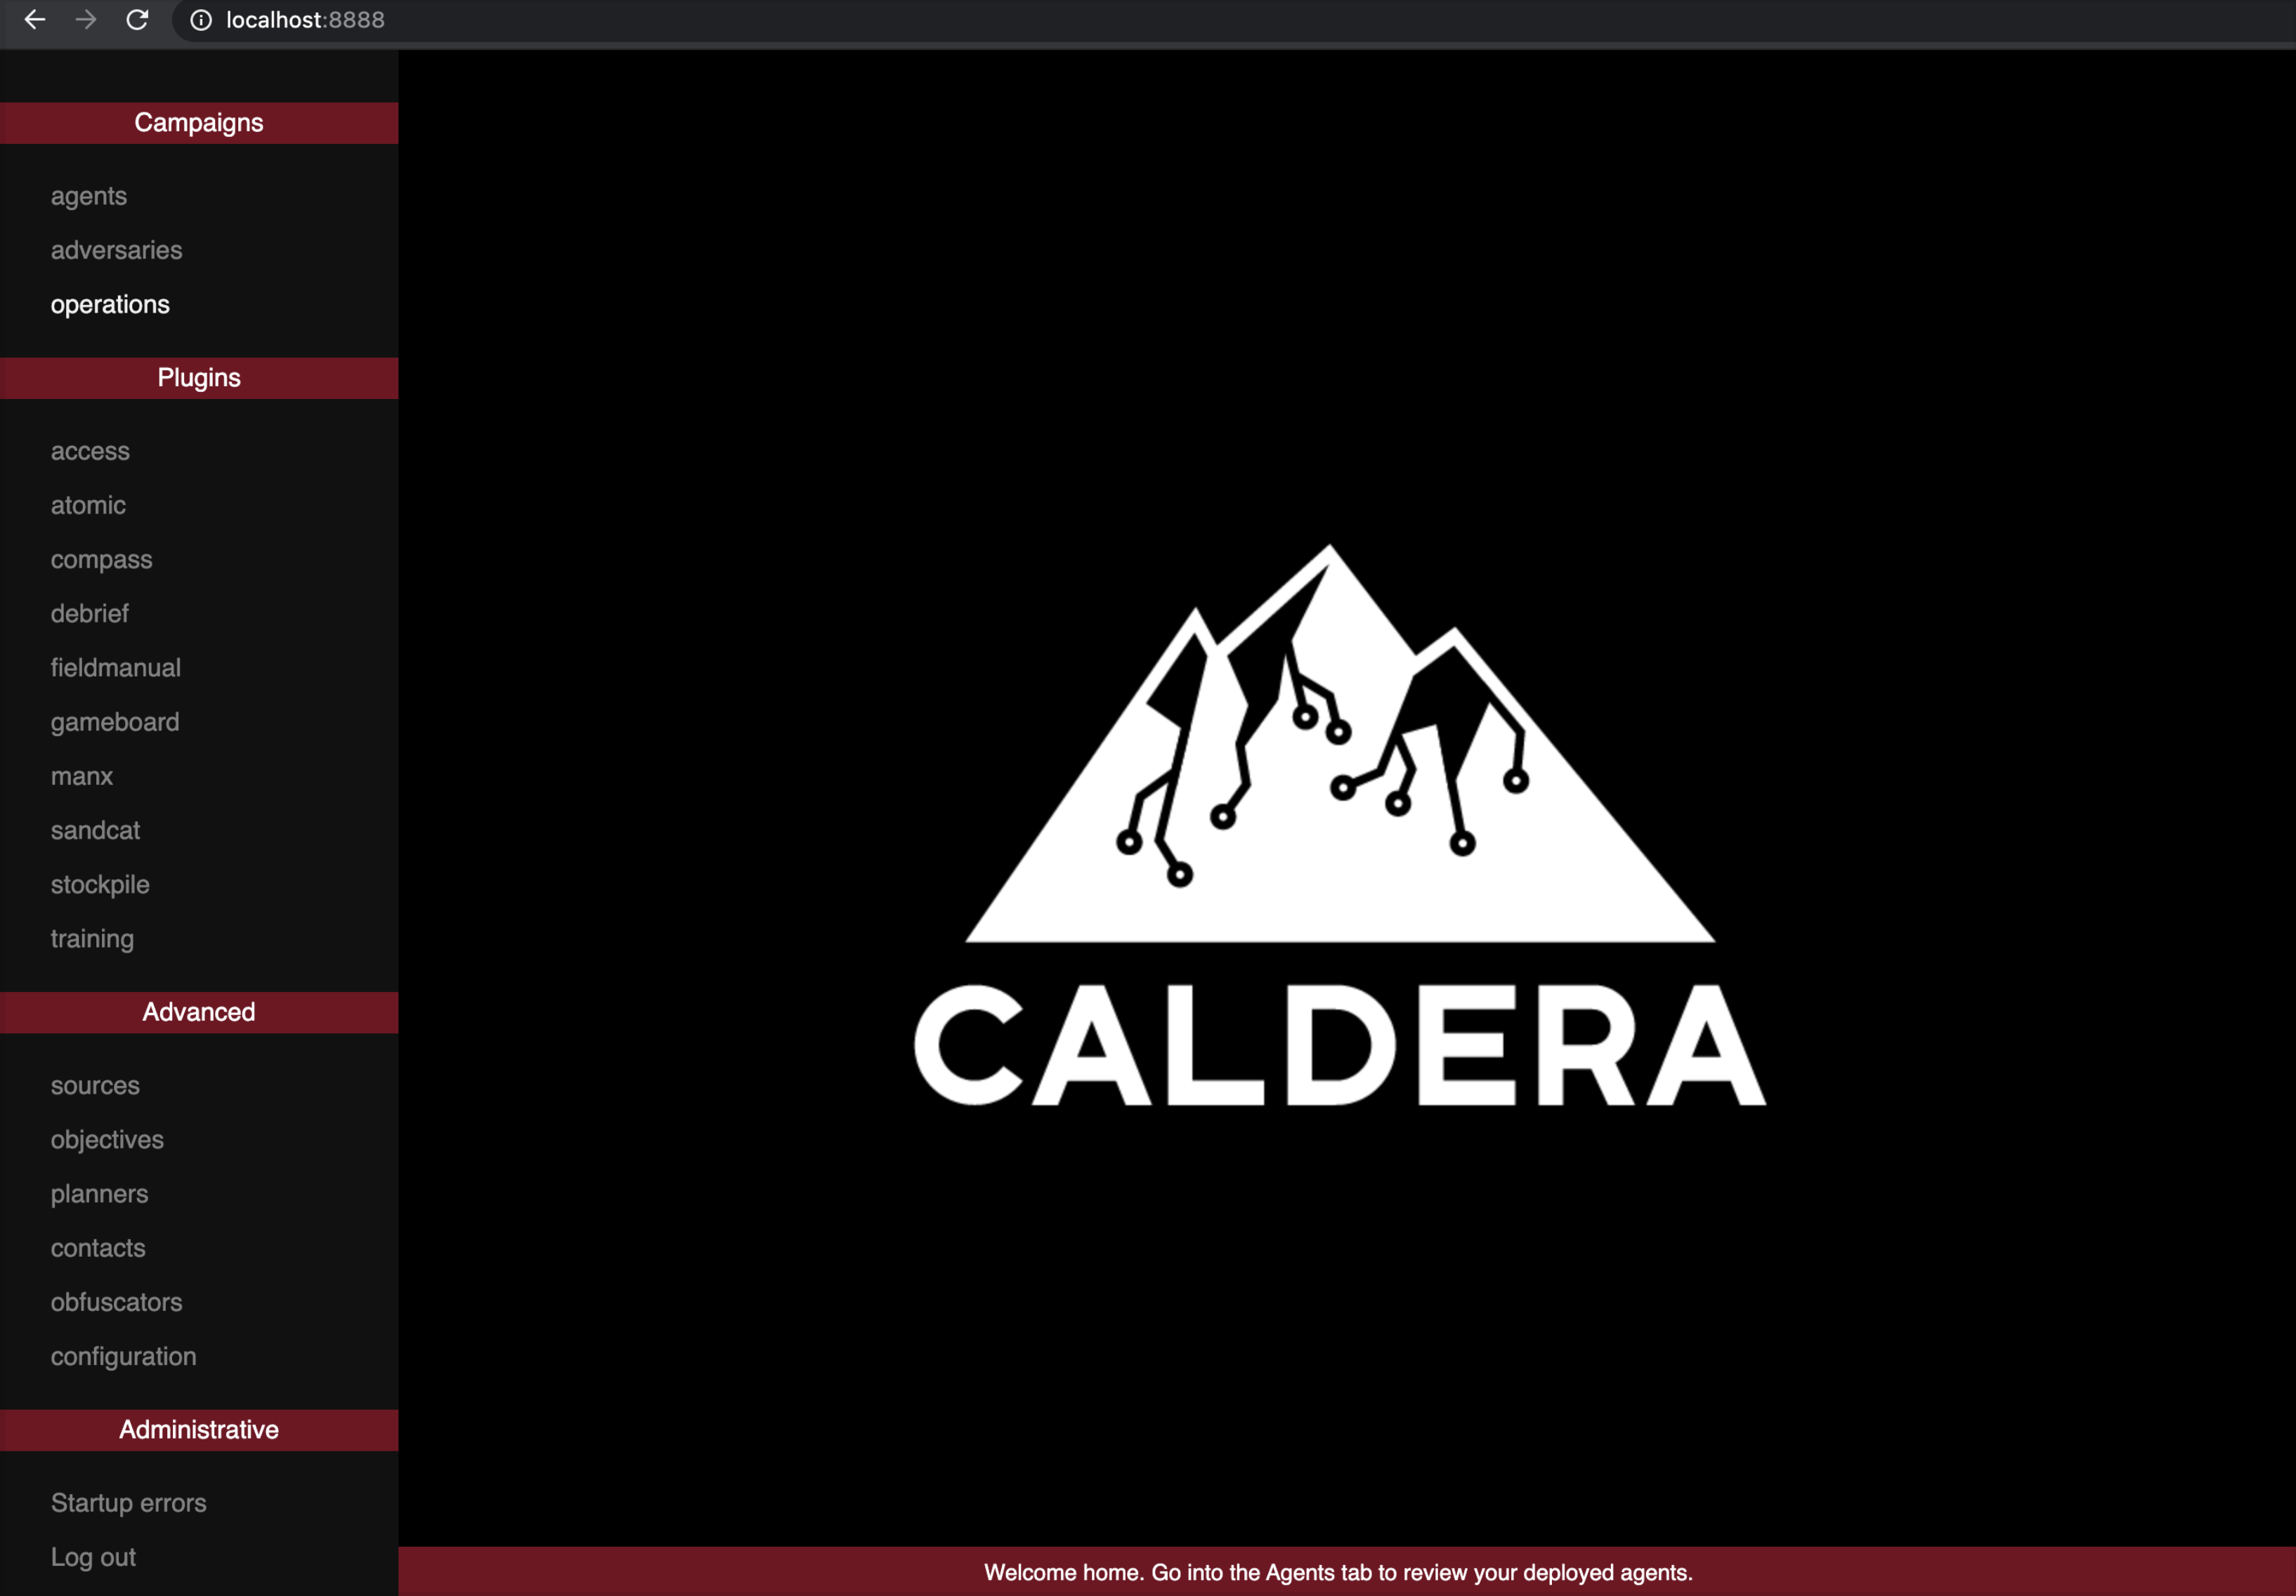 localhost:8888
Campaigns
agents
adversaries
operations
Plugins
access
atomic
compass
debrief
fieldmanual
gameboard
manx
sandcat
stockpile
training
Advanced
sources
objectives
planners
contacts
obfuscators
configuration
Administrative
Startup errors
Log out
CALDERA
Welcome home. Go into the Agents tab to review your deployed agents.